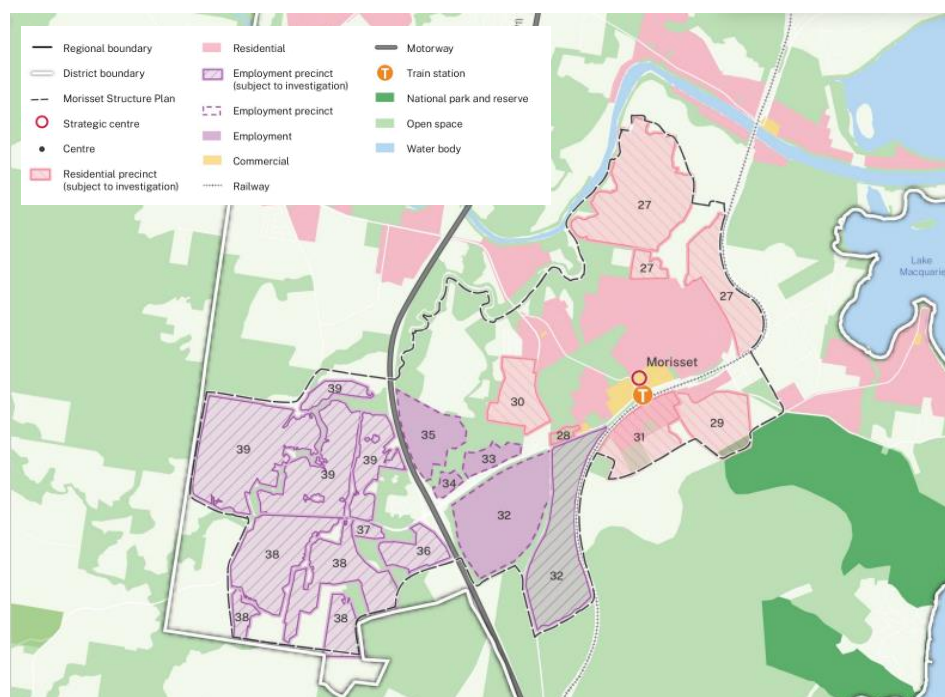 Regional boundary
District boundary
Morisset Structure Plan
Strategic centre
Centre
Residential precinct
(subject to investigation)
Residential
Employment precinct
(subject to investigation)
Employment precinct
Employment
Commercial
Railway
Motorway
T
Train station
National park and reserve
Open space
Water body
27
27
27
Lake
Macquarie
Morisset
T
39
30
39
39
39
35
28
31
29
33
34
32
37
36
38
38
32
38
38